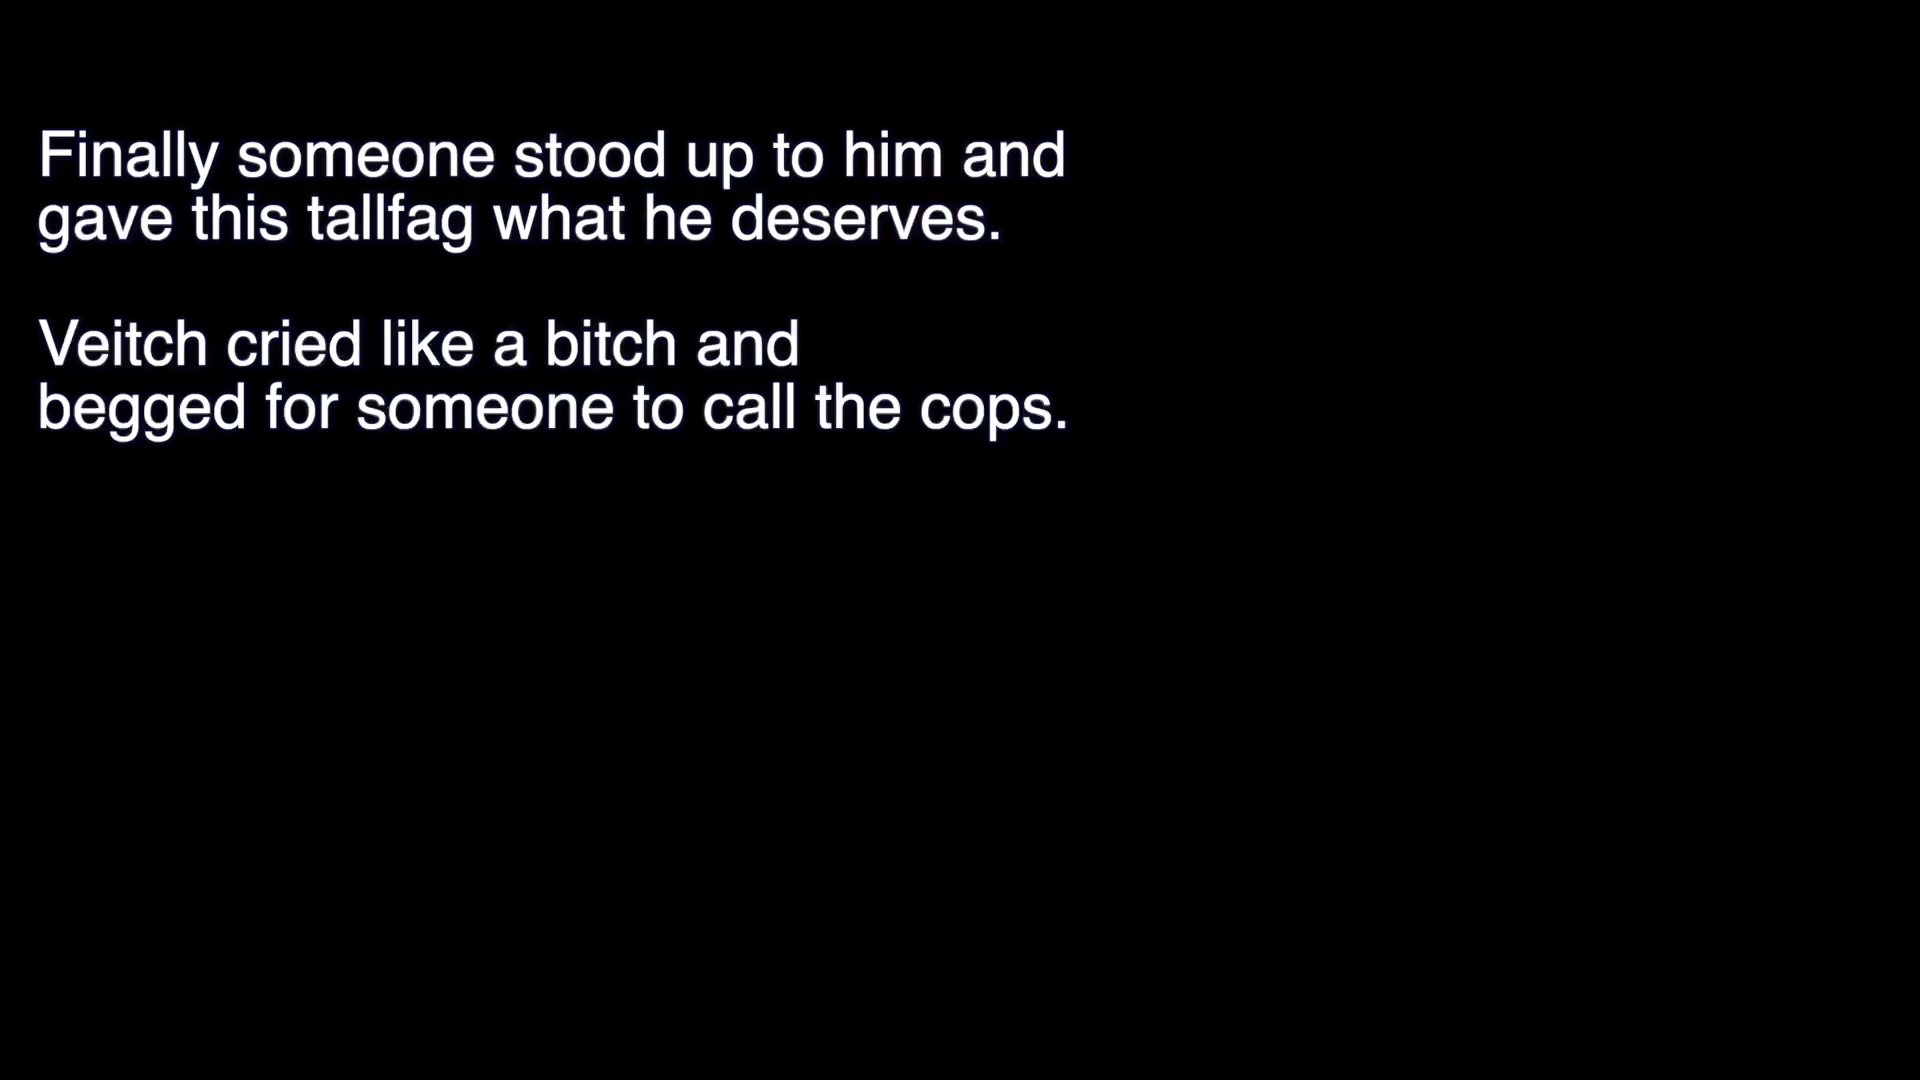 Finally someone stood up to him and
gave this tallfag what he deserves.
Veitch cried like a bitch and
begged for someone to call the cops.